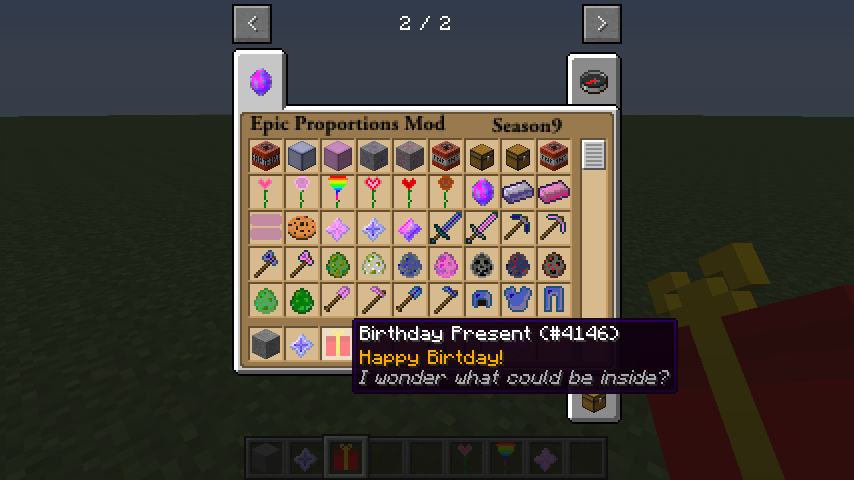 < 2 / 2 >
Epic Proportions Mod Season9
Birthday Present (#4146)
Happy Birtday!
I wonder what could be inside?